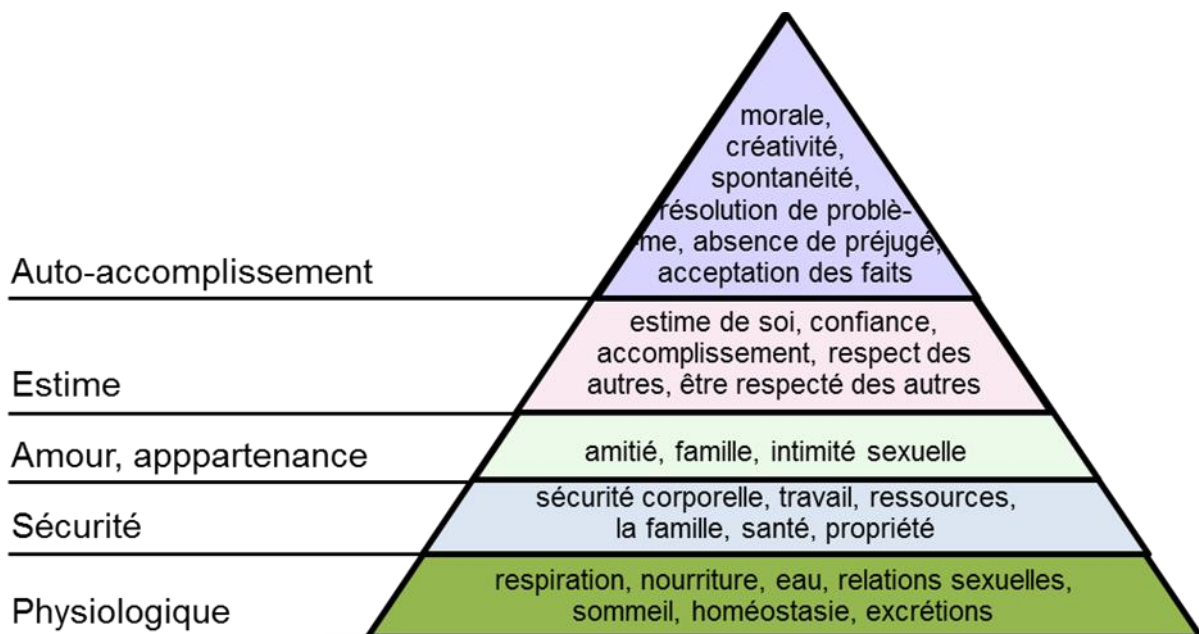 morale,
créativité,
spontanéité,
résolution de problè-
-me, absence de préjugé,
acceptation des faits
Auto-accomplissement
estime de soi, confiance,
accomplissement, respect des
autres, être respecté des autres
Estime
amitié, famille, intimité sexuelle
Amour, apppartenance
sécurité corporelle, travail, ressources,
la famille, santé, propriété
Sécurité
respiration, nourriture, eau, relations sexuelles,
sommeil, homéostasie, excrétions
Physiologique